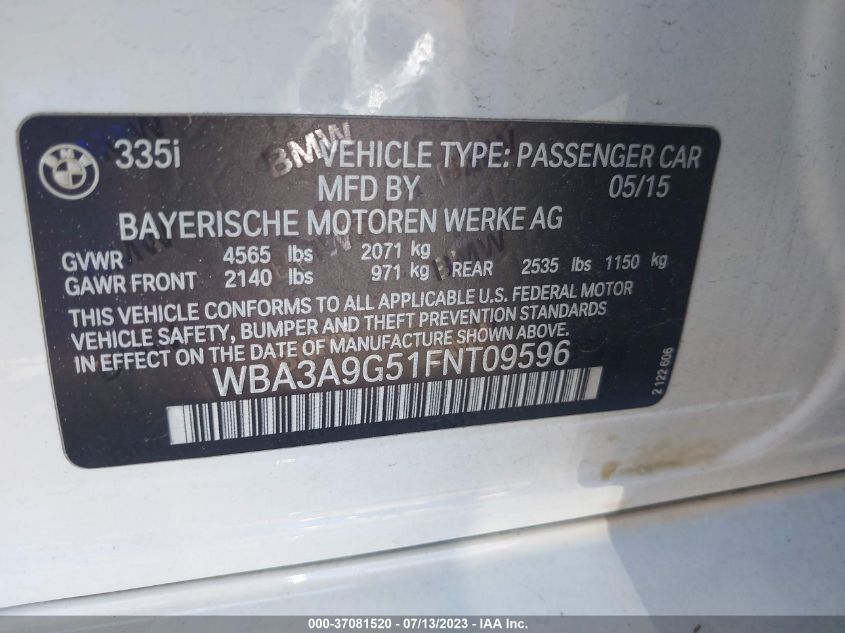 335i VEHICLE TYPE: PASSENGER CAR
MFD BY 05/15
BAYERISCHE MOTOREN WERKE AG
GVWR 4565 lbs 2071 kg
GAWR FRONT 2140 lbs 971 kg REAR 2535 lbs 1150 kg
THIS VEHICLE CONFORMS TO ALL APPLICABLE U.S. FEDERAL MOTOR
VEHICLE SAFETY, BUMPER AND THEFT PREVENTION STANDARDS
IN EFFECT ON THE DATE OF MANUFACTURE SHOWN ABOVE.
WBA3A9G51FNT09596
2 122 606
BMW
BMW
BMW
000-37081520 - 07/13/2023 - IAA Inc.